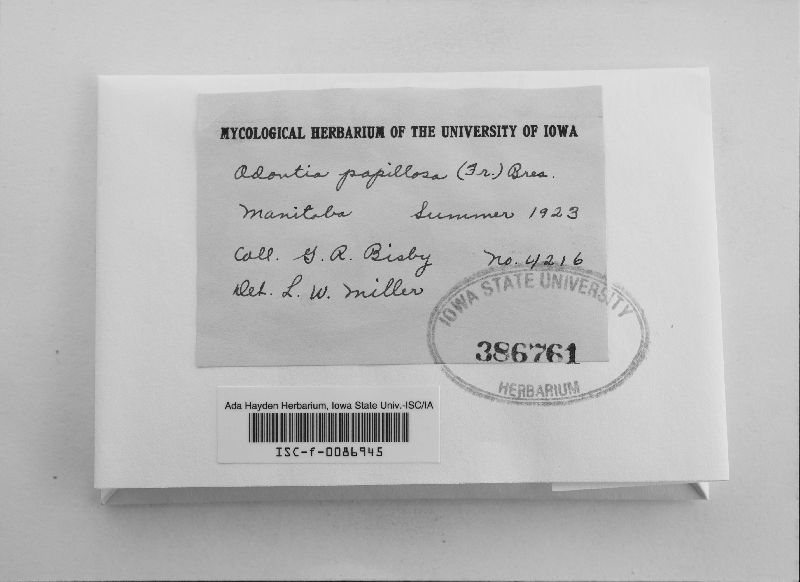 MYCOLOGICAL HERBARIUM OF THE UNIVERSITY OF IOWA
Odontia papillosa (Fr.) Bres.
Manitoba Summer 1923
Coll. G. R. Bisby No. 4216
Det. L. W. Miller
IOWA STATE UNIVERSITY
386761
HERBARIUM
Ada Hayden Herbarium, Iowa State Univ.-ISC/IA
ISC-f-0086945